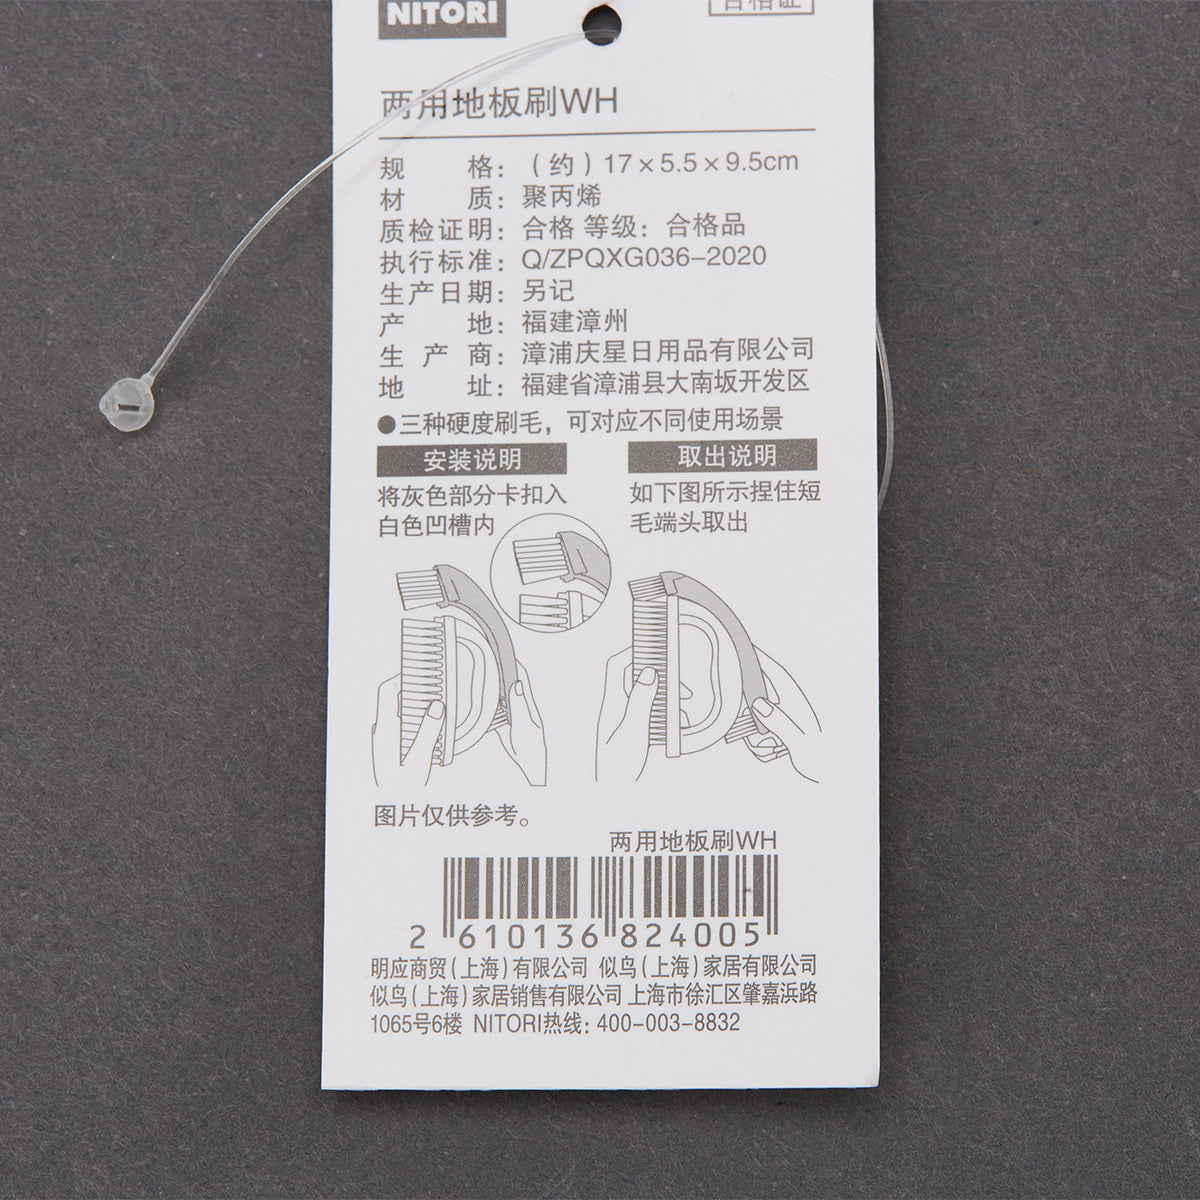 NITORI
合格证
两用地板刷WH
规 格：（约）17×5.5×9.5cm
材 质：聚丙烯
质检证明：合格 等级：合格品
执行标准：Q/ZPQXG036-2020
生产日期：另记
产 地：福建漳州
生 产 商：漳浦庆星日用品有限公司
地 址：福建省漳浦县大南坂开发区
●三种硬度刷毛，可对应不同使用场景
安装说明
将灰色部分卡扣入
白色凹槽内
取出说明
如下图所示捏住短
毛端头取出
图片仅供参考。
两用地板刷WH
2 610136 824005
明应商贸（上海）有限公司 似鸟（上海）家居有限公司
似鸟（上海）家居销售有限公司 上海市徐汇区肇嘉浜路
1065号6楼 NITORI热线：400-003-8832